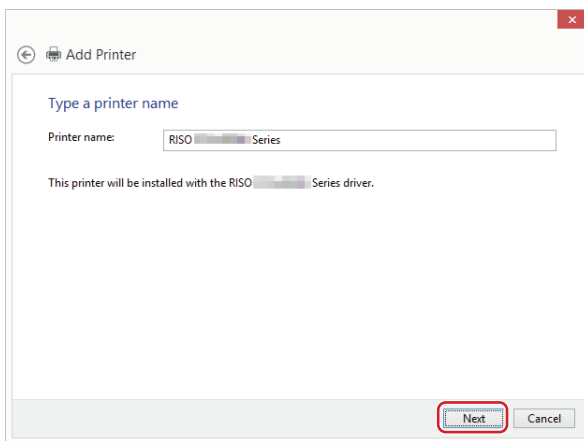 Add Printer
Type a printer name
Printer name:
RISO Series
This printer will be installed with the RISO Series driver.
Next
Cancel